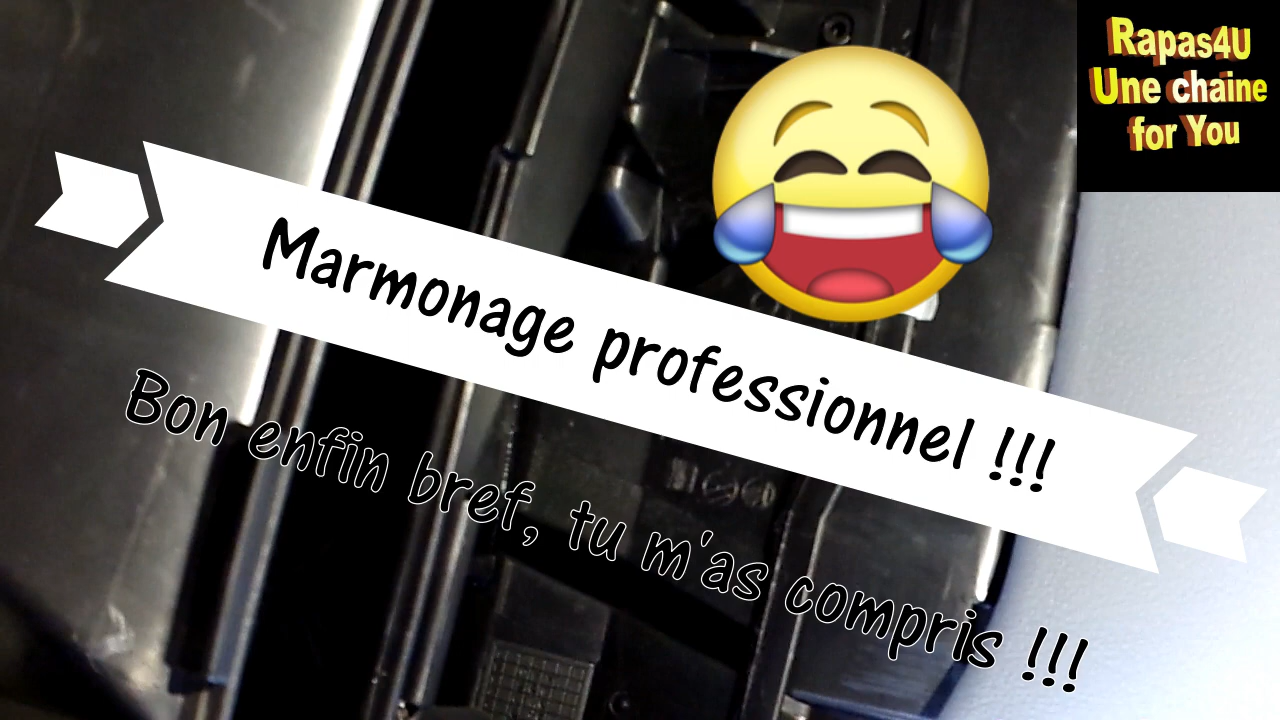 Rapas4U
Une chaine
for You
Marmonage professionnel !!!
Bon enfin bref, tu m'as compris !!!